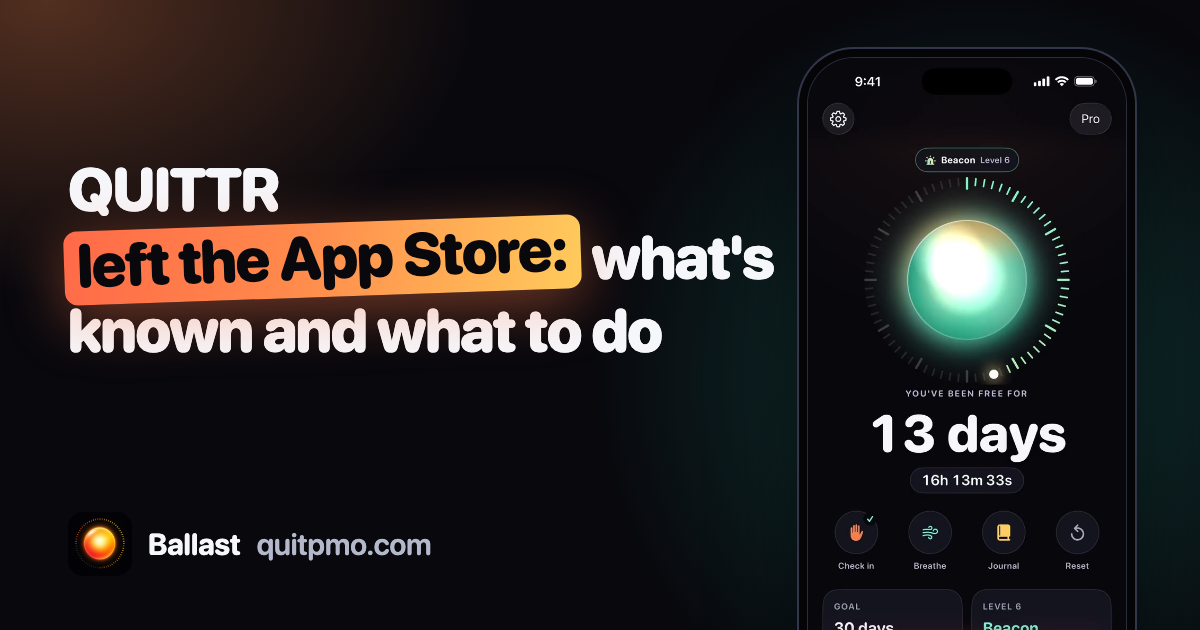 QUITTR
left the App Store: what's
known and what to do
Ballast quitpmo.com
9:41
Pro
Beacon Level 6
YOU'VE BEEN FREE FOR
13 days
16h 13m 33s
Check in Breathe Journal Reset
GOAL LEVEL 6
30 days Beacon